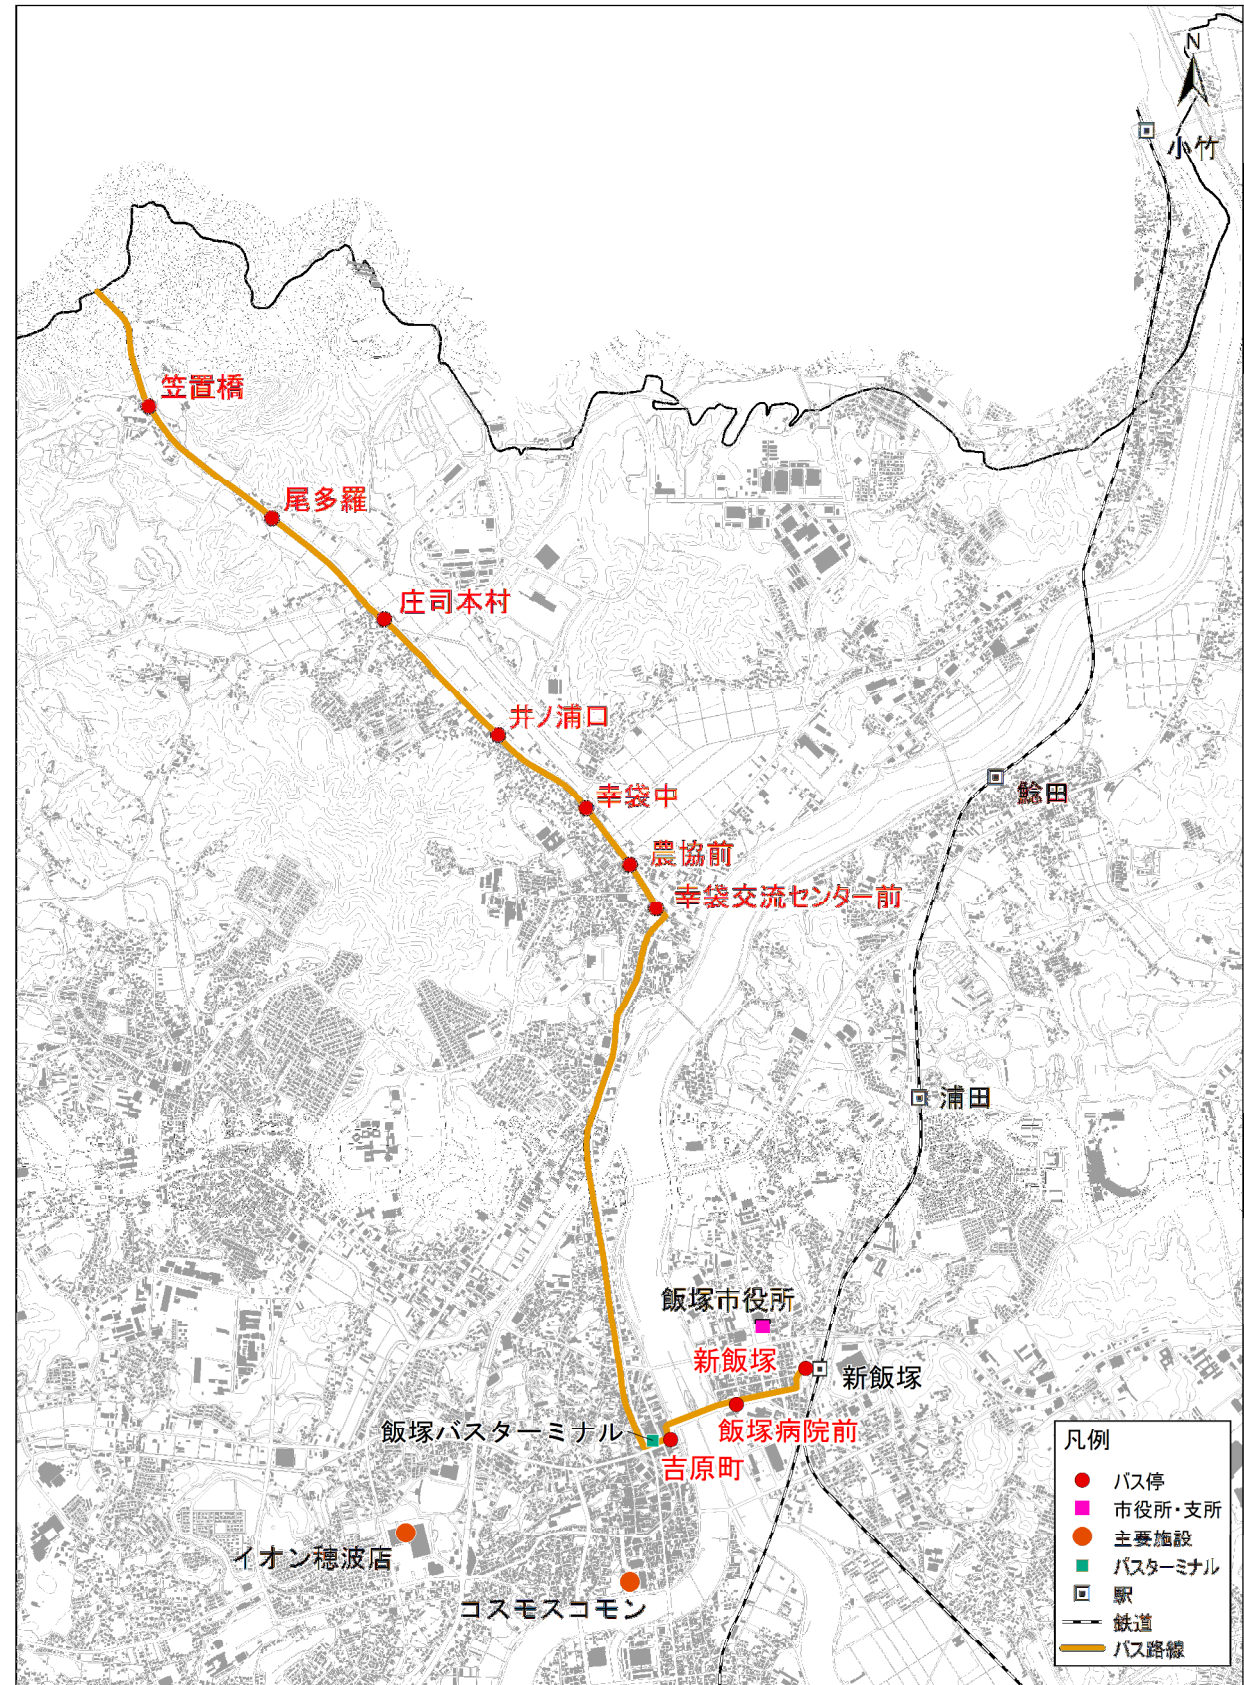 N
小竹
笠置橋
尾多羅
庄司本村
井ノ浦口
幸袋中
鯰田
農協前
幸袋交流センター前
浦田
飯塚市役所
新飯塚
新飯塚
飯塚病院前
飯塚バスターミナル
吉原町
イオン穂波店
コスモスコモン
凡例
バス停
市役所・支所
主要施設
バスターミナル
駅
鉄道
バス路線